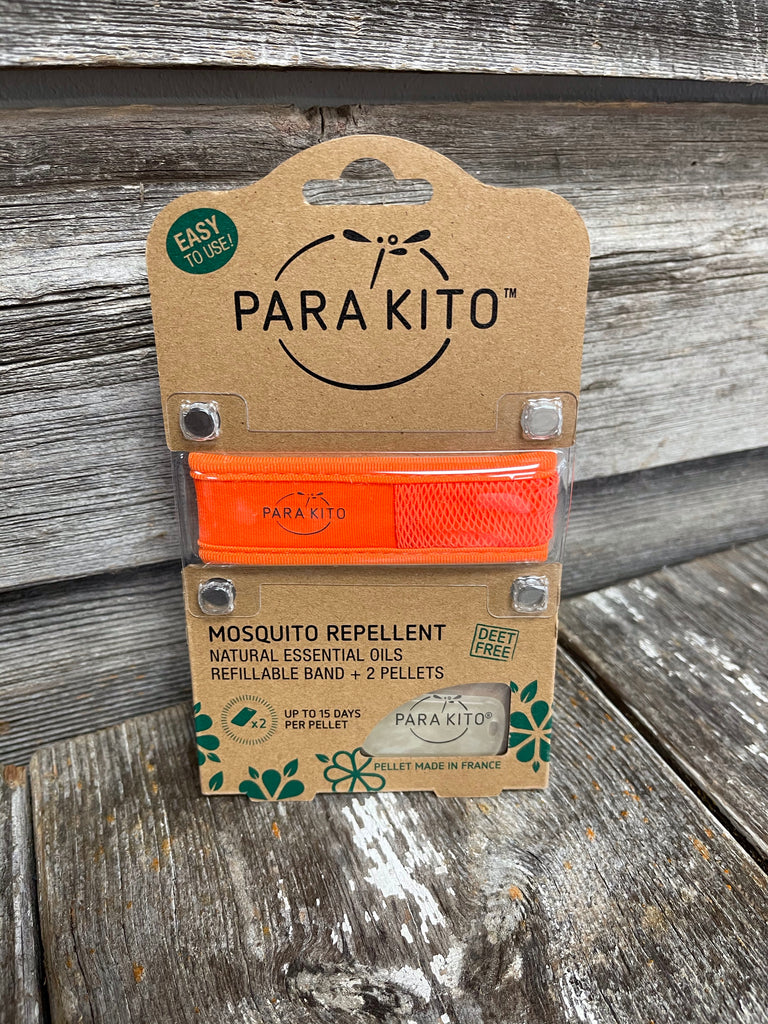 EASY
TO USE!
PARA KITO™
PARA KITO
MOSQUITO REPELLENT
NATURAL ESSENTIAL OILS
REFILLABLE BAND + 2 PELLETS
DEET
FREE
x2
UP TO 15 DAYS
PER PELLET
PARA KITO®
PELLET MADE IN FRANCE